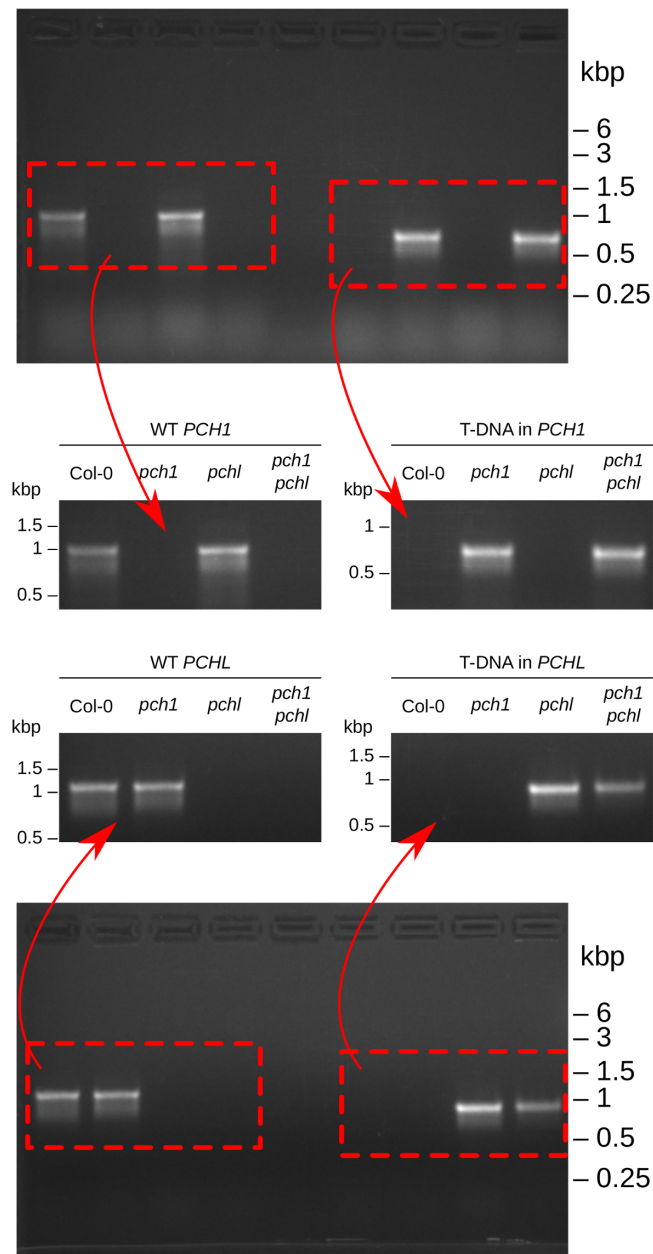 kbp
– 6
– 3
– 1.5
– 1
– 0.5
– 0.25
WT PCH1
T-DNA in PCH1
Col-0 pch1 pchl pch1 pchl
Col-0 pch1 pchl pch1 pchl
kbp
1.5 –
1 –
0.5 –
kbp
1 –
0.5 –
WT PCHL
T-DNA in PCHL
Col-0 pch1 pchl pch1 pchl
Col-0 pch1 pchl pch1 pchl
kbp
1.5 –
1 –
0.5 –
kbp
1.5 –
1 –
0.5 –
kbp
– 6
– 3
– 1.5
– 1
– 0.5
– 0.25